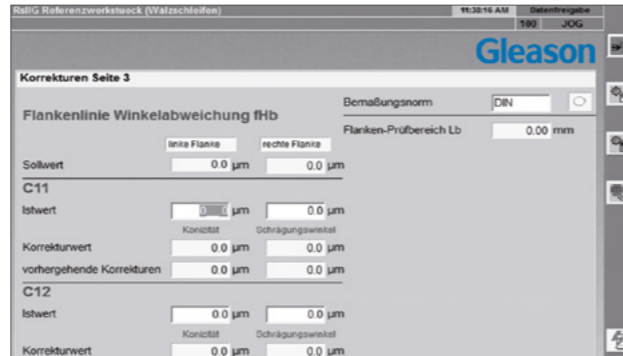 RsIIG Referenzwerkstueck (Walzschleifen) 11:38:16 AM Datenfreigabe
100 JOG
Gleason
Korrekturen Seite 3
Flankenlinie Winkelabweichung fHb
Bemaßungsnorm DIN
Flanken-Prüfbereich Lb 0.00 mm
linke Flanke rechte Flanke
Sollwert 0.0 µm 0.0 µm
C11
Istwert 0.0 µm 0.0 µm
Konizität Schrägungswinkel
Korrekturwert 0.0 µm 0.0 µm
vorhergehende Korrekturen 0.0 µm 0.0 µm
C12
Istwert 0.0 µm 0.0 µm
Konizität Schrägungswinkel
Korrekturwert 0.0 µm 0.0 µm